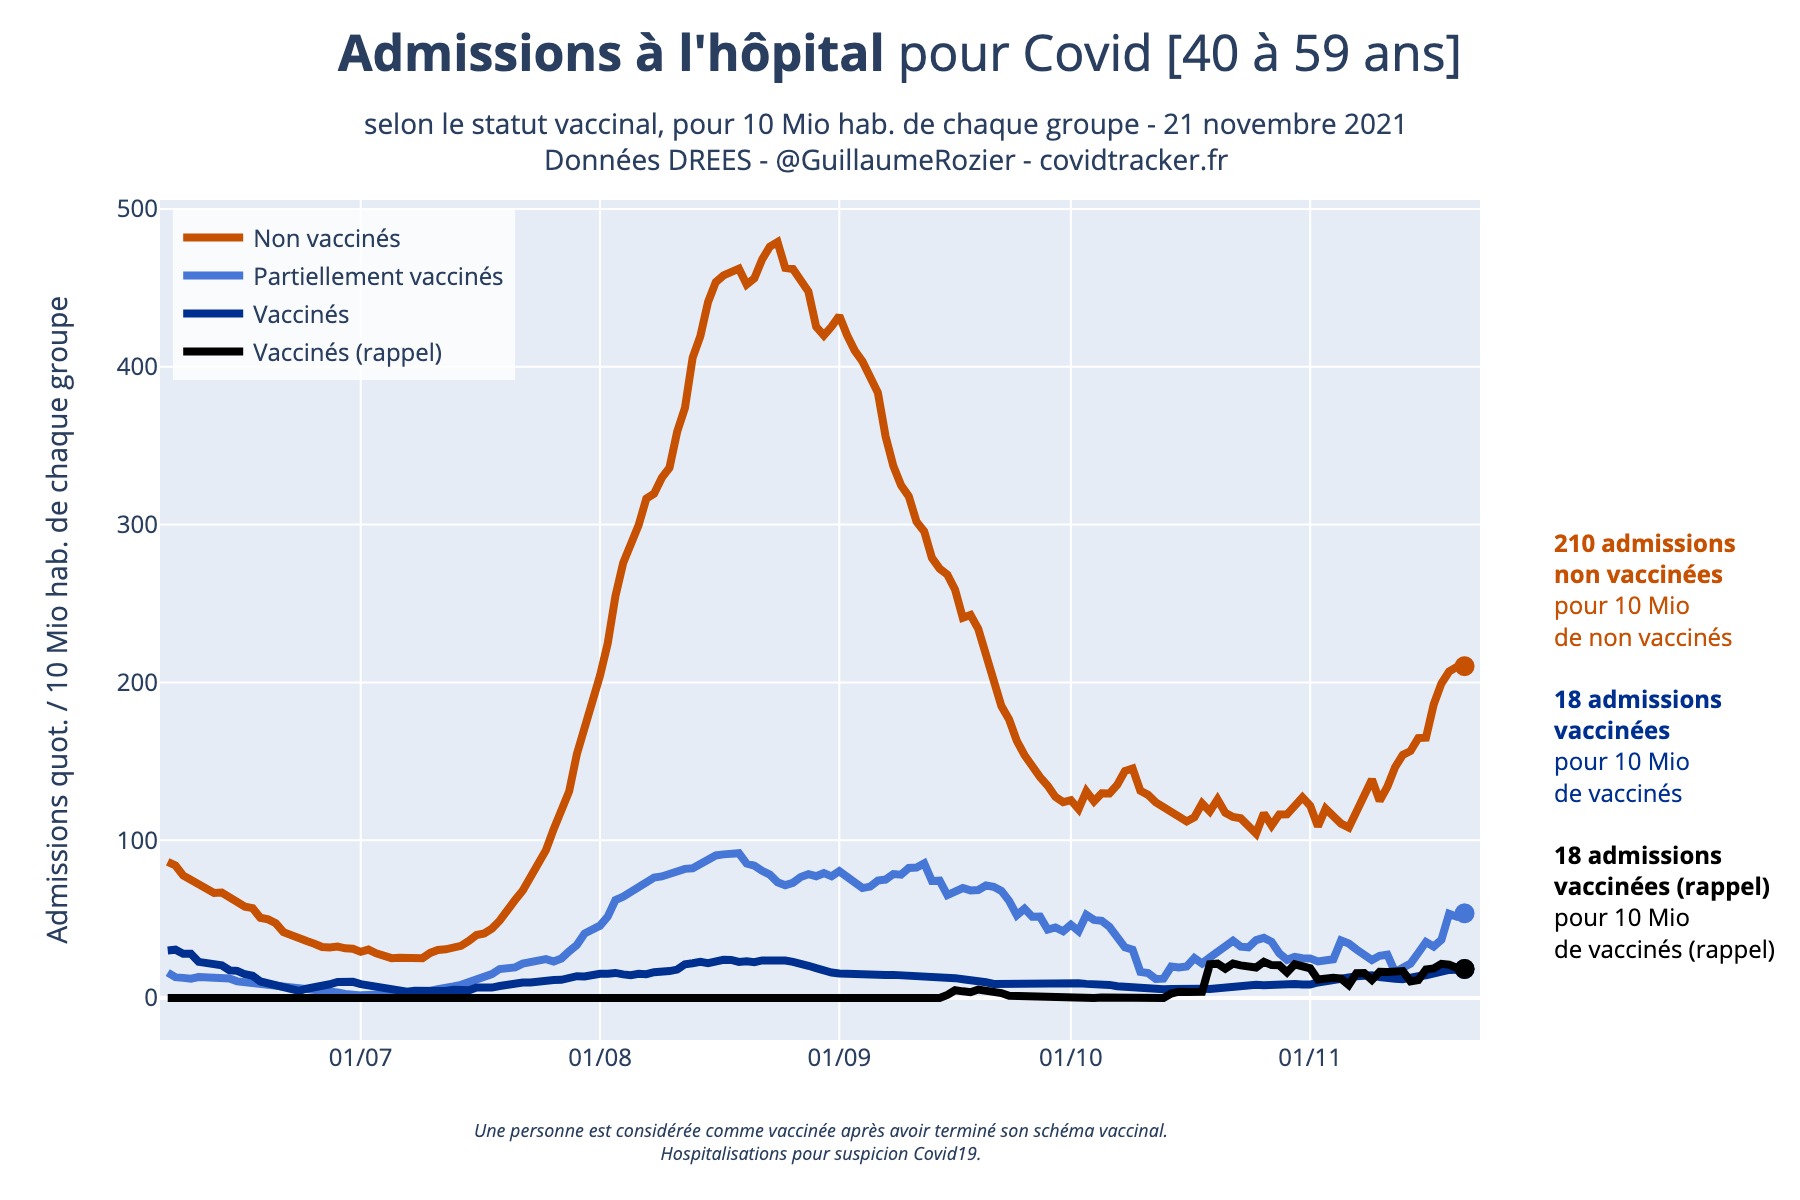 Admissions à l'hôpital pour Covid [40 à 59 ans]
selon le statut vaccinal, pour 10 Mio hab. de chaque groupe - 21 novembre 2021
Données DREES - @GuillaumeRozier - covidtracker.fr
Admissions quot. / 10 Mio hab. de chaque groupe
500
400
300
200
100
0
Non vaccinés
Partiellement vaccinés
Vaccinés
Vaccinés (rappel)
210 admissions
non vaccinées
pour 10 Mio
de non vaccinés
18 admissions
vaccinées
pour 10 Mio
de vaccinés
18 admissions
vaccinées (rappel)
pour 10 Mio
de vaccinés (rappel)
01/07
01/08
01/09
01/10
01/11
Une personne est considérée comme vaccinée après avoir terminé son schéma vaccinal.
Hospitalisations pour suspicion Covid19.